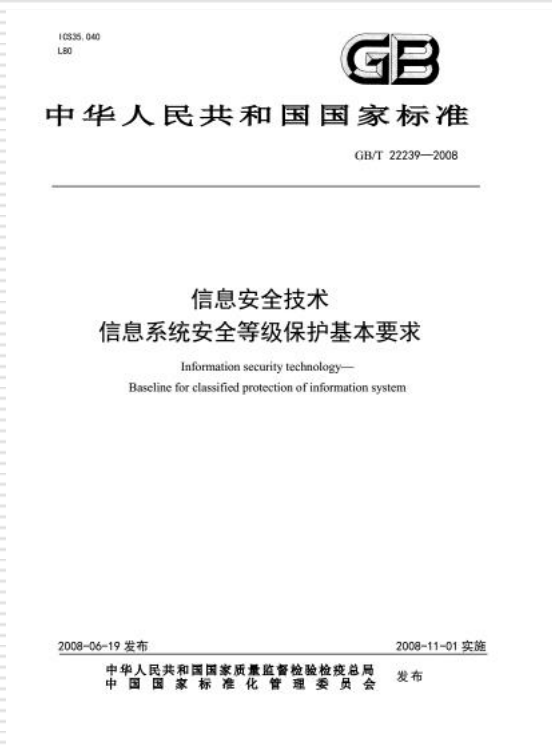 ICS35.040
L80
GB
中华人民共和国国家标准
GB/T 22239—2008
信息安全技术
信息系统安全等级保护基本要求
Information security technology—
Baseline for classified protection of information system
2008-06-19 发布
2008-11-01 实施
中华人民共和国国家质量监督检验检疫总局
中国国家标准化管理委员会
发布